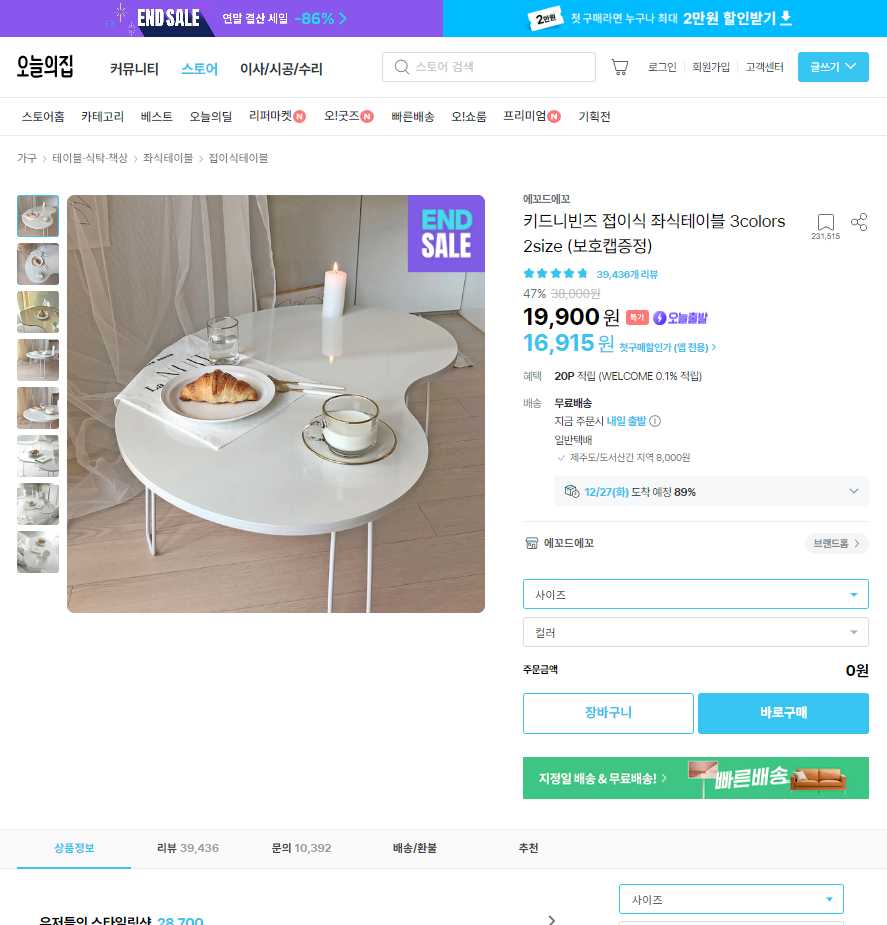 END SALE 연말 결산 세일 -86%
2만원 첫 구매라면 누구나 최대 2만원 할인받기
오늘의집 커뮤니티 스토어 이사/시공/수리 스토어 검색 로그인 회원가입 고객센터 글쓰기
스토어홈 카테고리 베스트 오늘의딜 리퍼마켓 N 오!굿즈 N 빠른배송 오!쇼룸 프리미엄 N 기획전
가구 > 테이블·식탁·책상 > 좌식테이블 > 접이식테이블
END
SALE
에꼬드에꼬
키드니빈즈 접이식 좌식테이블 3colors
2size (보호캡증정)
231,515
39,436개 리뷰
47% 38,000원
19,900 원 특가 오늘출발
16,915 원 첫구매할인가 (앱 전용) >
혜택 20P 적립 (WELCOME 0.1% 적립)
배송 무료배송
지금 주문시 내일 출발
일반택배
제주도/도서산간 지역 8,000원
12/27(화) 도착 예정 89%
에꼬드에꼬 브랜드홈 >
사이즈
컬러
주문금액 0원
장바구니 바로구매
지정일 배송 & 무료배송! > 빠른배송
상품정보 리뷰 39,436 문의 10,392 배송/환불 추천
사이즈
유저들의 스타일링샷 28,700